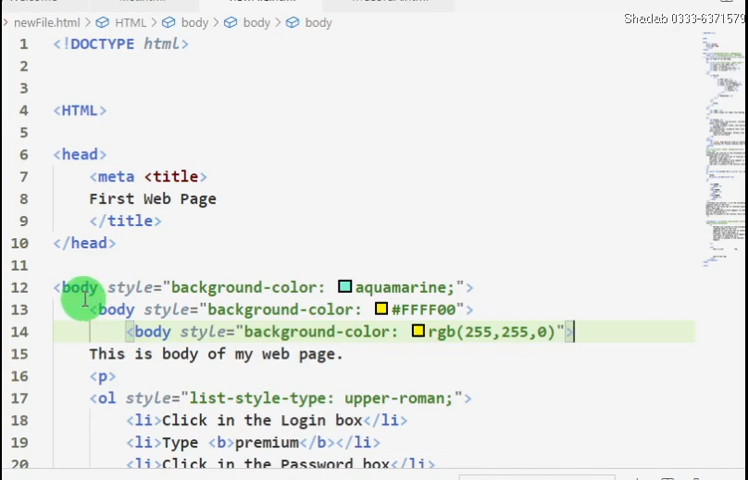 newFile.html > HTML > body > body > body
Shadab 0333-6371579
1 <!DOCTYPE html>
2
3
4 <HTML>
5
6 <head>
7 <meta <title>
8 First Web Page
9 </title>
10 </head>
11
12 <body style="background-color: aquamarine;">
13 <body style="background-color: #FFFF00">
14 <body style="background-color: rgb(255,255,0)">
15 This is body of my web page.
16 <p>
17 <ol style="list-style-type: upper-roman;">
18 <li>Click in the Login box</li>
19 <li>Type <b>premium</b></li>
20 <li>Click in the Password box</li>